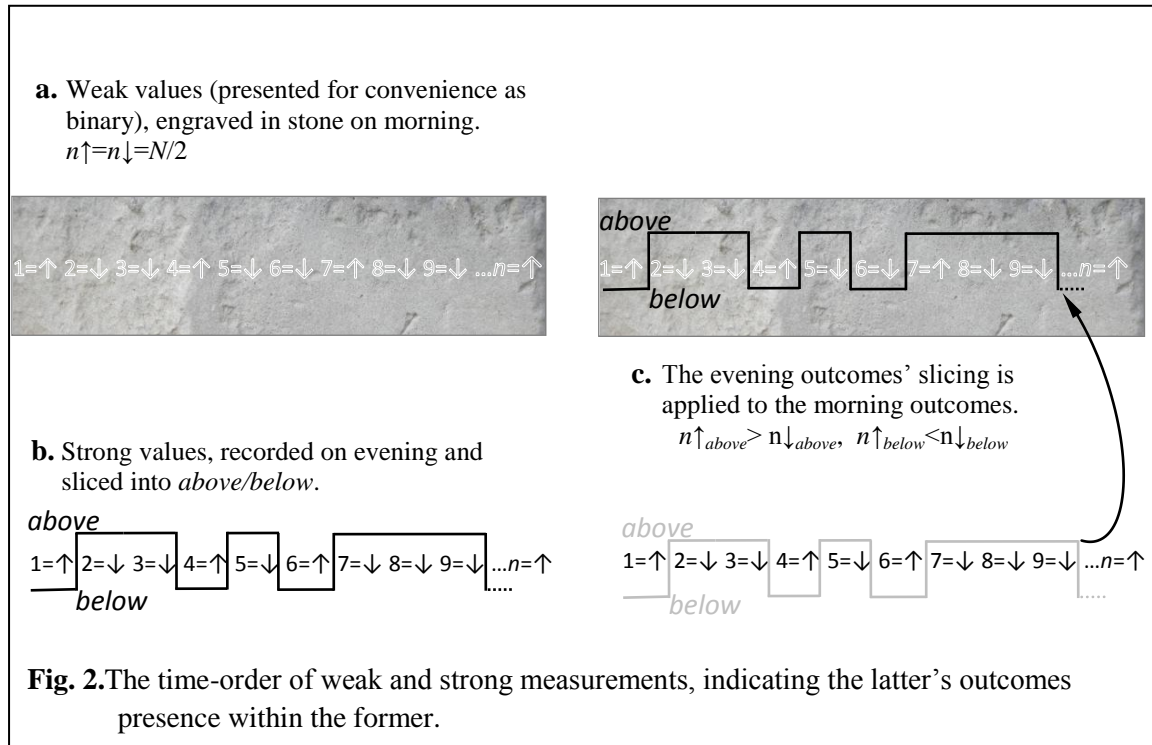 a. Weak values (presented for convenience as
binary), engraved in stone on morning.
n↑=n↓=N/2
1=↑ 2=↓ 3=↓ 4=↑ 5=↓ 6=↓ 7=↑ 8=↓ 9=↓ ...n=↑
above
1=↑ 2=↓ 3=↓ 4=↑ 5=↓ 6=↓ 7=↑ 8=↓ 9=↓ ...n=↑
below
c. The evening outcomes’ slicing is
applied to the morning outcomes.
n↑above> n↓above, n↑below<n↓below
b. Strong values, recorded on evening and
sliced into above/below.
above
1=↑ 2=↓ 3=↓ 4=↑ 5=↓ 6=↑ 7=↓ 8=↓ 9=↓ ...n=↑
below
above
1=↑ 2=↓ 3=↓ 4=↑ 5=↓ 6=↑ 7=↓ 8=↓ 9=↓ ...n=↑
below
Fig. 2.The time-order of weak and strong measurements, indicating the latter’s outcomes
presence within the former.